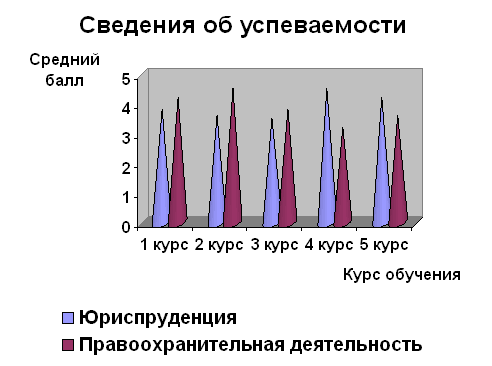 Сведения об успеваемости
Средний
балл
5
4
3
2
1
0
1 курс 2 курс 3 курс 4 курс 5 курс
Курс обучения
Юриспруденция
Правоохранительная деятельность